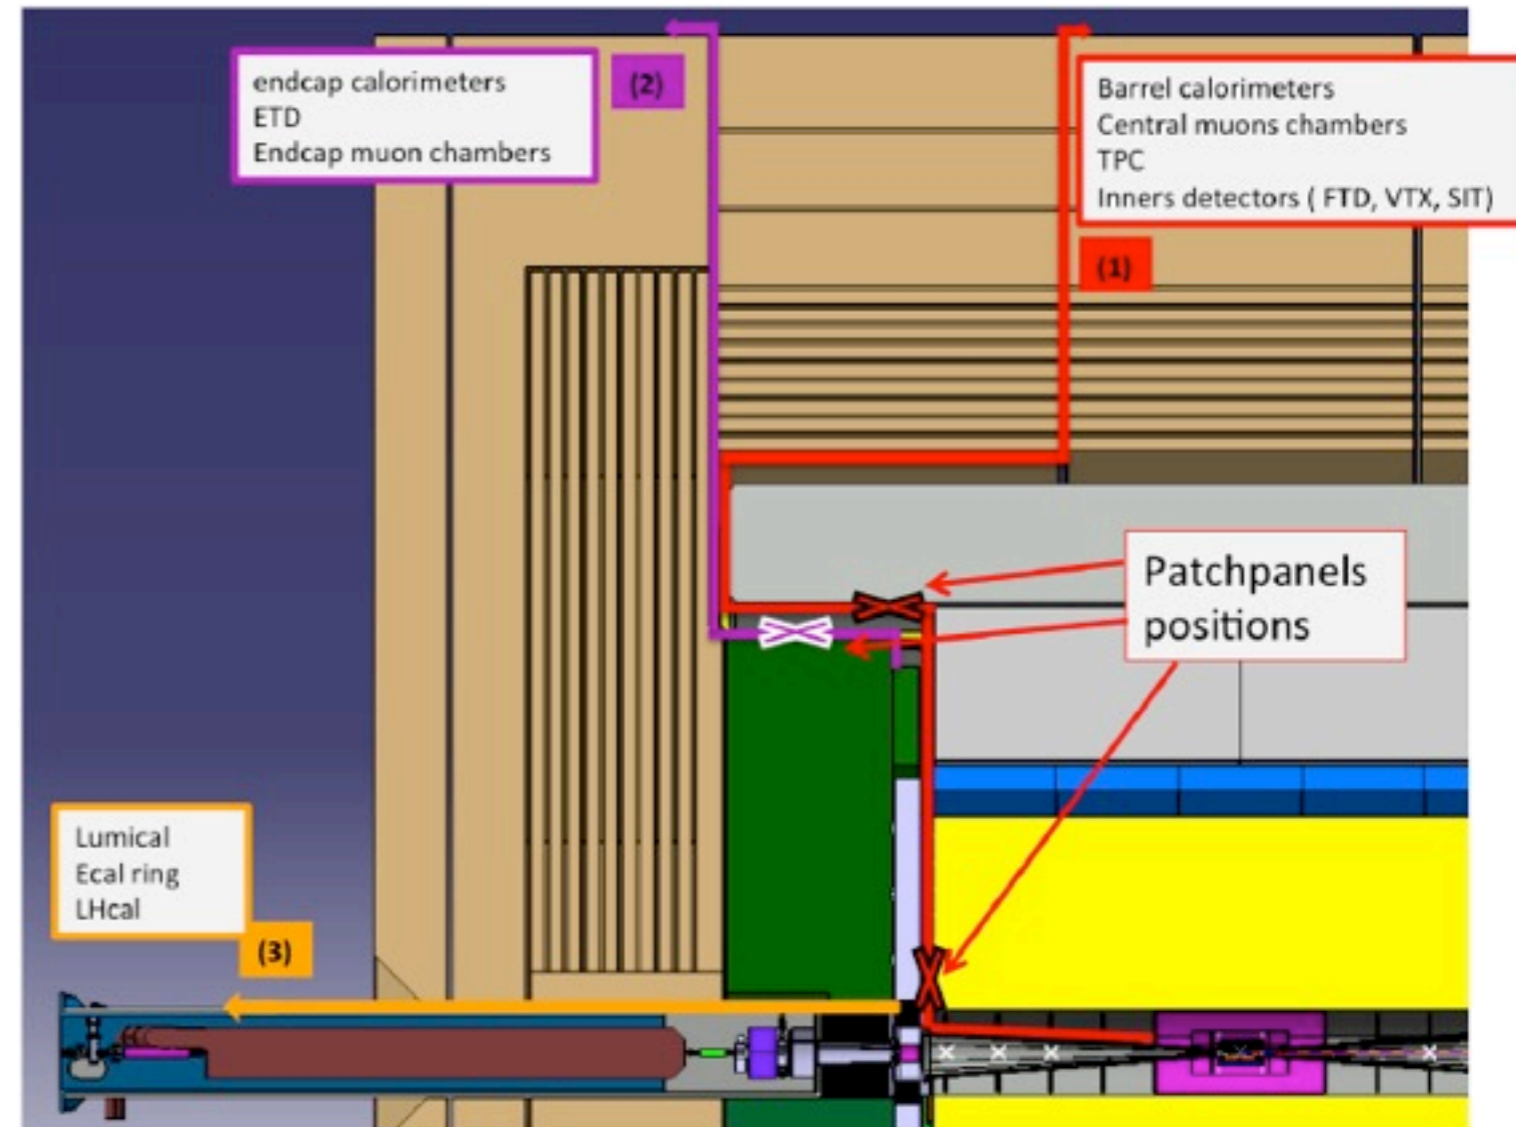 endcap calorimeters
ETD
Endcap muon chambers
(2)
Barrel calorimeters
Central muons chambers
TPC
Inners detectors ( FTD, VTX, SIT)
(1)
Patchpanels
positions
Lumical
Ecal ring
LHcal
(3)